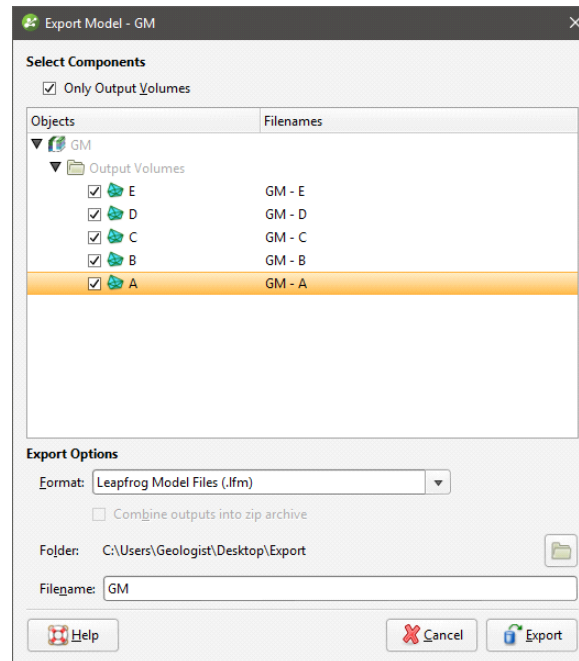 Export Model - GM
Select Components
Only Output Volumes
Objects Filenames
GM
Output Volumes
E GM - E
D GM - D
C GM - C
B GM - B
A GM - A
Export Options
Format: Leapfrog Model Files (.lfm)
Combine outputs into zip archive
Folder: C:\Users\Geologist\Desktop\Export
Filename: GM
Help Cancel Export